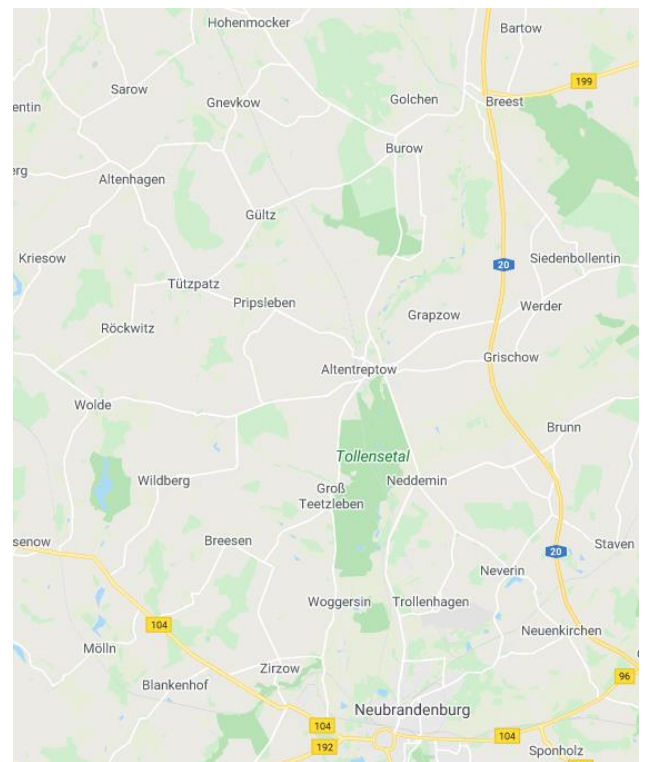 Hohenmocker
Bartow
199
Sarow
Gnevkow
Golchen
Breest
entin
Burow
erg
Altenhagen
Gültz
Kriesow
Siedenbollentin
20
Tützpatz
Pripsleben
Werder
Grapzow
Röckwitz
Grischow
Altentreptow
Wolde
Brunn
Tollensetal
Wildberg
Neddemin
Groß
Teetzleben
senow
Breesen
Staven
20
Neverin
Woggersin
Trollenhagen
104
Neuenkirchen
Mölln
Zirzow
96
Blankenhof
Neubrandenburg
104
104
192
Sponholz